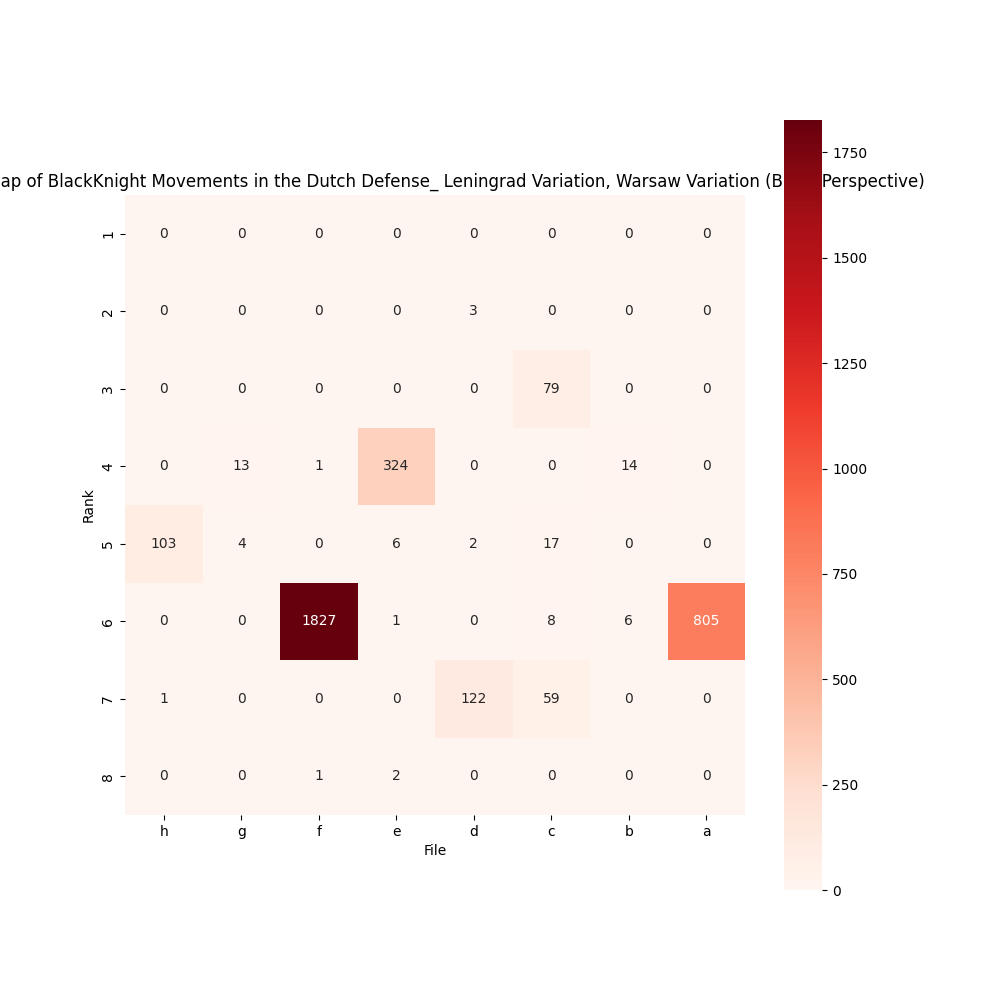 ap of BlackKnight Movements in the Dutch Defense_ Leningrad Variation, Warsaw Variation (B Perspective)
1750
1 0 0 0 0 0 0 0 0
1500
2 0 0 0 0 3 0 0 0
1250
3 0 0 0 0 0 79 0 0
4 0 13 1 324 0 0 14 0
1000
Rank
5 103 4 0 6 2 17 0 0
750
6 0 0 1827 1 0 8 6 805
500
7 1 0 0 0 122 59 0 0
250
8 0 0 1 2 0 0 0 0
h g f e d c b a
File
0